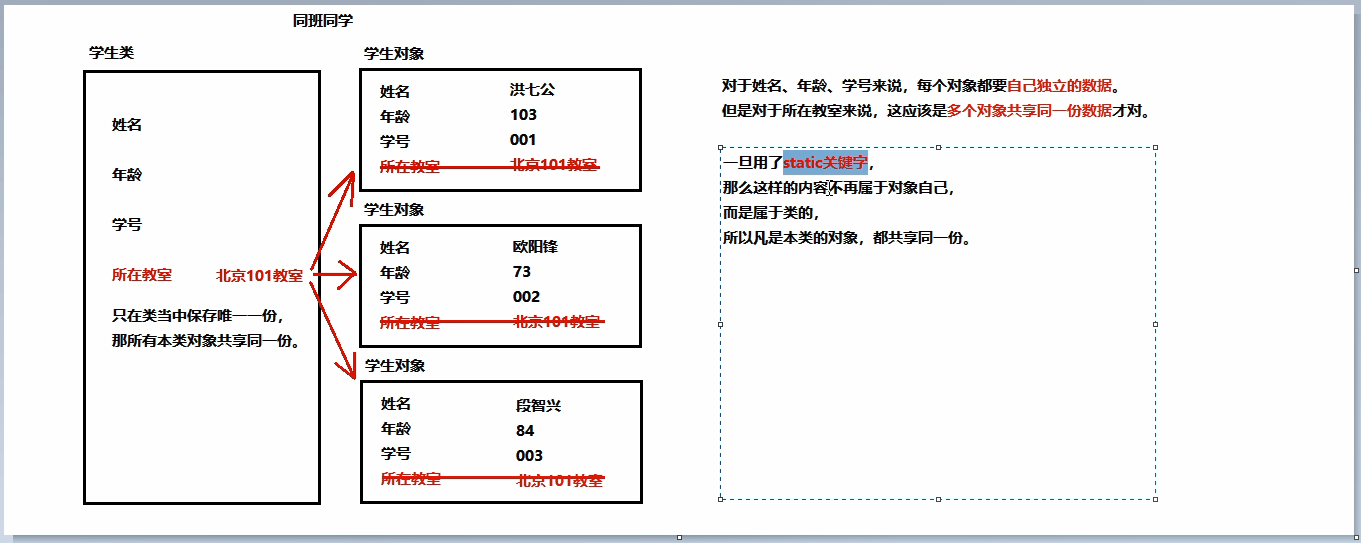 同班同学
学生类
姓名
年龄
学号
所在教室 北京101教室
只在类当中保存唯一一份，
那所有本类对象共享同一份。
学生对象
姓名 洪七公
年龄 103
学号 001
所在教室 北京101教室
学生对象
姓名 欧阳锋
年龄 73
学号 002
所在教室 北京101教室
学生对象
姓名 段智兴
年龄 84
学号 003
所在教室 北京101教室
对于姓名、年龄、学号来说，每个对象都要自己独立的数据。
但是对于所在教室来说，这应该是多个对象共享同一份数据才对。
一旦用了static关键字，
那么这样的内容不再属于对象自己，
而是属于类的，
所以凡是本类的对象，都共享同一份。